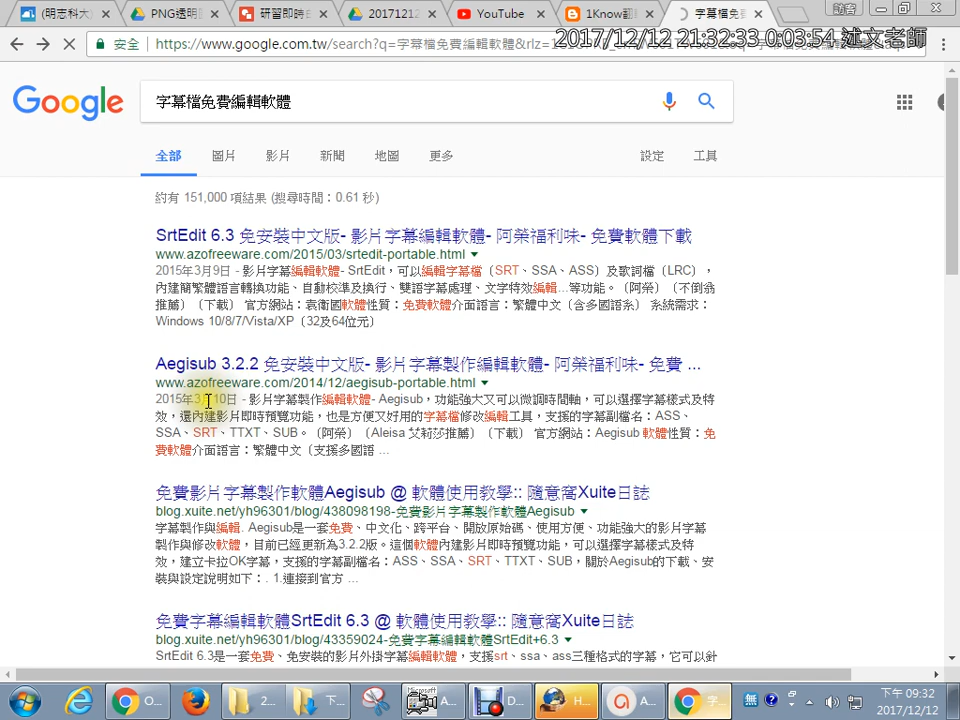 (明志科大)
PNG透明圖
研習即時自
20171212
YouTube
1Know翻
字幕檔免費
訪客
安全 https://www.google.com.tw/search?q=字幕檔免費編輯軟體&rlz=1
2017/12/12 21:32:33 0:03:54 述文老師
Google
字幕檔免費編輯軟體
全部 圖片 影片 新聞 地圖 更多 設定 工具
約有 151,000 項結果 (搜尋時間：0.61 秒)
SrtEdit 6.3 免安裝中文版- 影片字幕編輯軟體- 阿榮福利味- 免費軟體下載
www.azofreeware.com/2015/03/srtedit-portable.html
2015年3月9日 - 影片字幕編輯軟體- SrtEdit，可以編輯字幕檔（SRT、SSA、ASS）及歌詞檔（LRC），
內建簡繁體語言轉換功能、自動校準及換行、雙語字幕處理、文字特效編輯...等功能。〔阿榮〕〔不倒翁
推薦〕〔下載〕 官方網站：袁衛國軟體性質：免費軟體介面語言：繁體中文（含多國語系） 系統需求：
Windows 10/8/7/Vista/XP〔32及64位元〕
Aegisub 3.2.2 免安裝中文版- 影片字幕製作編輯軟體- 阿榮福利味- 免費 ...
www.azofreeware.com/2014/12/aegisub-portable.html
2015年3月10日 - 影片字幕製作編輯軟體- Aegisub，功能強大又可以微調時間軸，可以選擇字幕樣式及特
效，還內建影片即時預覽功能，也是方便又好用的字幕檔修改編輯工具，支援的字幕副檔名：ASS、
SSA、SRT、TTXT、SUB。〔阿榮〕〔Aleisa 艾莉莎推薦〕〔下載〕 官方網站：Aegisub 軟體性質：免
費軟體介面語言：繁體中文〔支援多國語 ...
免費影片字幕製作軟體Aegisub @ 軟體使用教學:: 隨意窩Xuite日誌
blog.xuite.net/yh96301/blog/438098198-免費影片字幕製作軟體Aegisub
字幕製作與編輯. Aegisub是一套免費、中文化、跨平台、開放原始碼、使用方便、功能強大的影片字幕
製作與修改軟體，目前已經更新為3.2.2版。這個軟體內建影片即時預覽功能，可以選擇字幕樣式及特
效，建立卡拉OK字幕，支援的字幕副檔名：ASS、SSA、SRT、TTXT、SUB，關於Aegisub的下載、安
裝與設定說明如下：. 1.連接到官方 ...
免費字幕編輯軟體SrtEdit 6.3 @ 軟體使用教學:: 隨意窩Xuite日誌
blog.xuite.net/yh96301/blog/43359024-免費字幕編輯軟體SrtEdit+6.3
SrtEdit 6.3是一套免費、免安裝的影片外掛字幕編輯軟體，支援srt、ssa、ass三種格式的字幕，它可以針
O...
2...
下...
A...
D...
H...
A...
字...
下午 09:32
2017/12/12